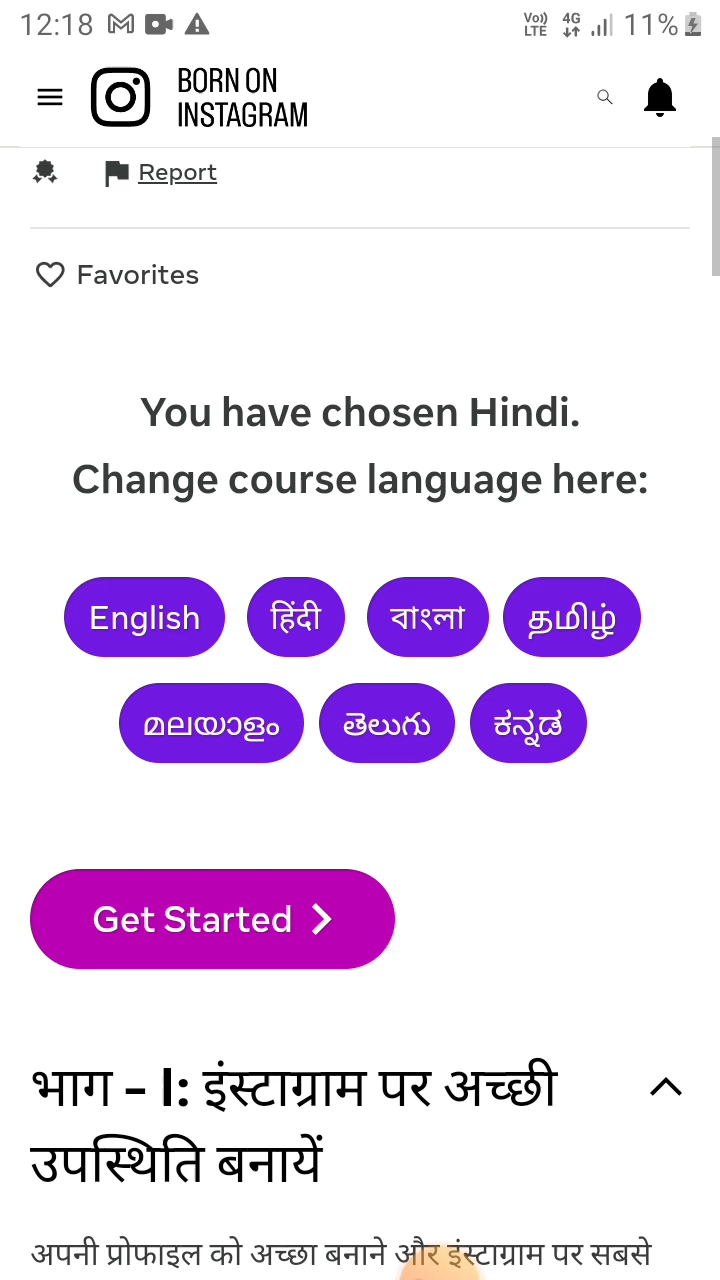 12:18 Vo)) LTE 4G 11%
BORN ON
INSTAGRAM
Report
Favorites
You have chosen Hindi.
Change course language here:
English हिंदी বাংলা தமிழ்
മലയാളം తెలుగు ಕನ್ನಡ
Get Started
भाग – I: इंस्टाग्राम पर अच्छी
उपस्थिति बनायें
अपनी प्रोफाइल को अच्छा बनाने और इंस्टाग्राम पर सबसे